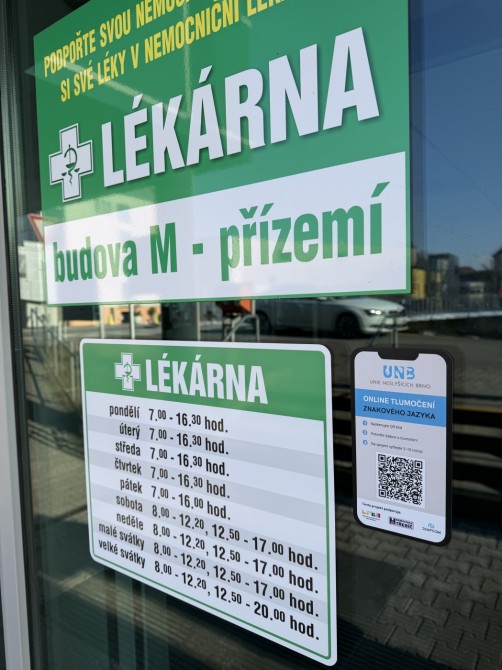 PODPOŘTE SVOU NEMOC
SI SVÉ LÉKY V NEMOCNIČNÍ LÉK
LÉKÁRNA
budova M - přízemí
LÉKÁRNA
pondělí 7,00 - 16,30 hod.
úterý 7,00 - 16,30 hod.
středa 7,00 - 16,30 hod.
čtvrtek 7,00 - 16,30 hod.
pátek 7,00 - 16,00 hod.
sobota 8,00 - 12,20, 12,50 - 17,00 hod.
neděle 8,00 - 12,20, 12,50 - 17,00 hod.
malé svátky 8,00 - 12,20, 12,50 - 17,00 hod.
velké svátky 8,00 - 12,20, 12,50 - 20,00 hod.
UNB
UNIE NESLYŠÍCÍCH BRNO
ONLINE TLUMOČENÍ
ZNAKOVÉHO JAZYKA
Tento projekt podporuje